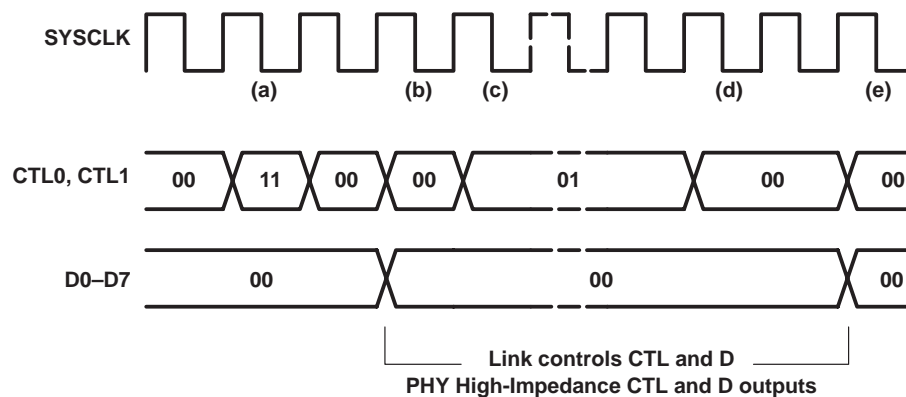 SYSCLK
(a) (b) (c) (d) (e)
CTL0, CTL1
00 11 00 00 01 00 00
D0–D7
00 00 00
Link controls CTL and D
PHY High-Impedance CTL and D outputs